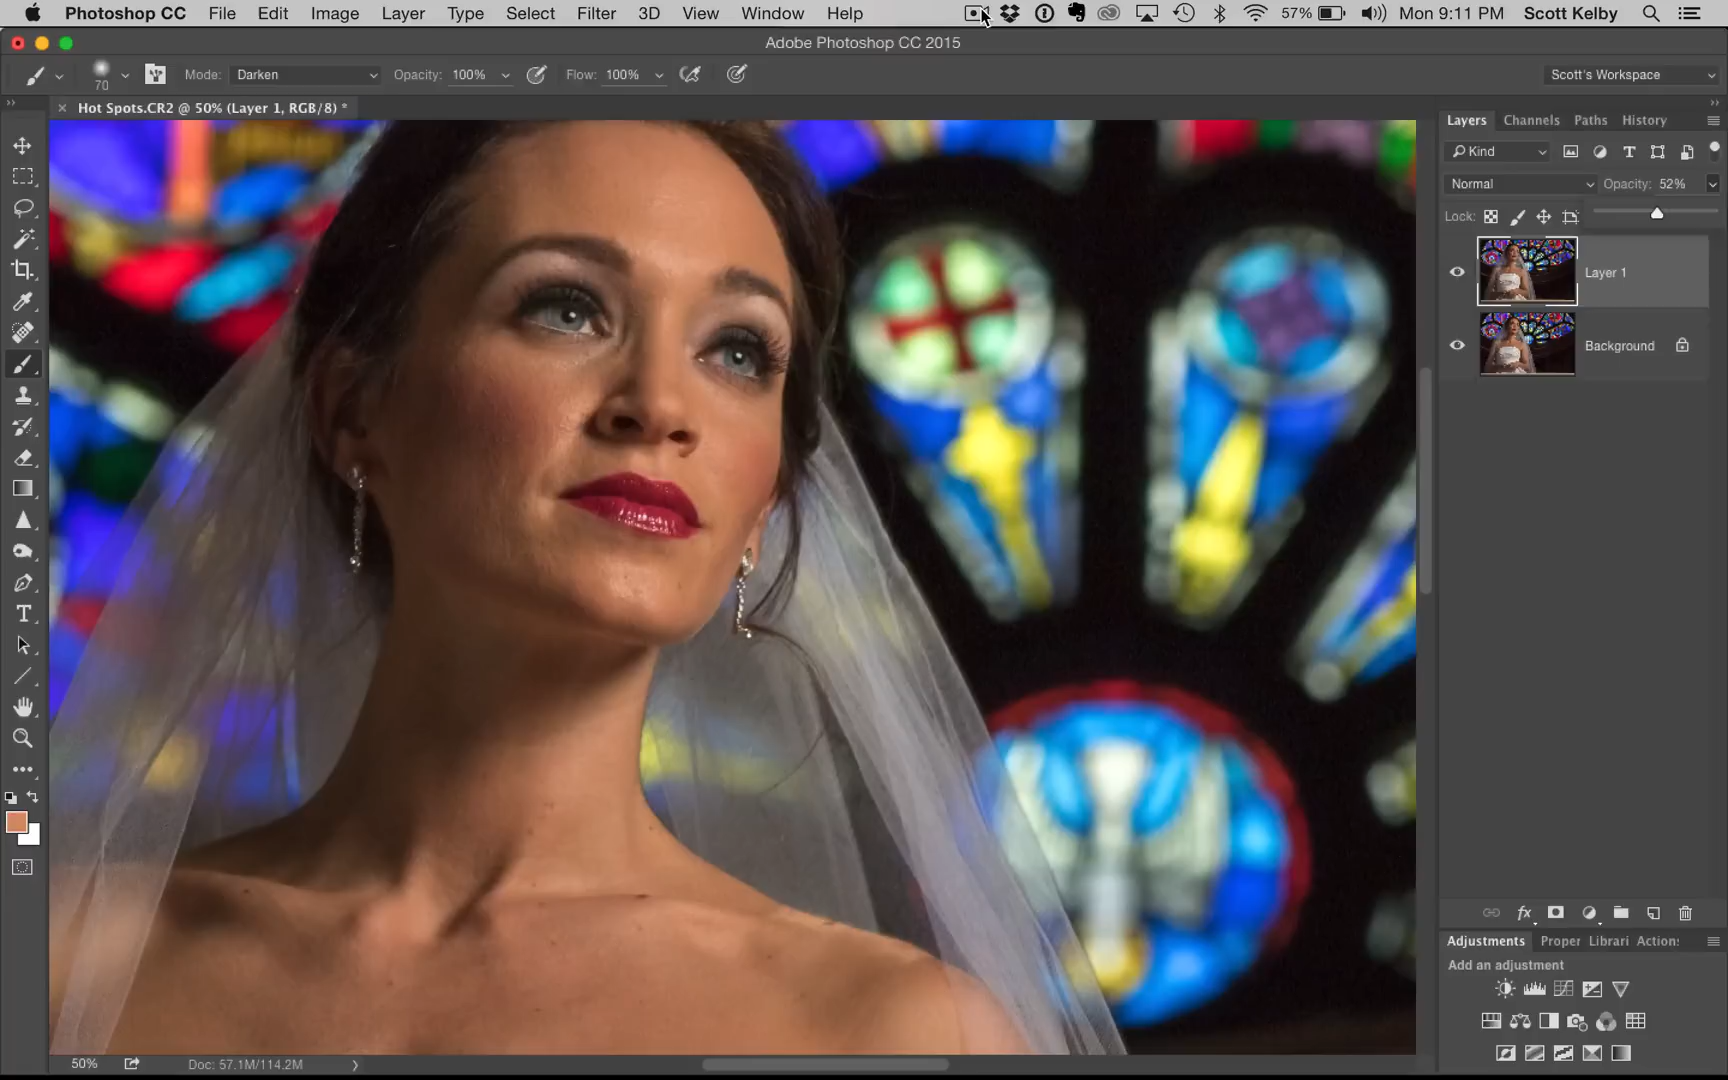 Photoshop CC File Edit Image Layer Type Select Filter 3D View Window Help 57% Mon 9:11 PM Scott Kelby
Adobe Photoshop CC 2015
70 Mode: Darken Opacity: 100% Flow: 100% Scott's Workspace
Hot Spots.CR2 @ 50% (Layer 1, RGB/8) *
Layers Channels Paths History
Kind
Normal Opacity: 52%
Lock:
Layer 1
Background
fx
Adjustments Proper Librari Action:
Add an adjustment
50% Doc: 57.1M/114.2M